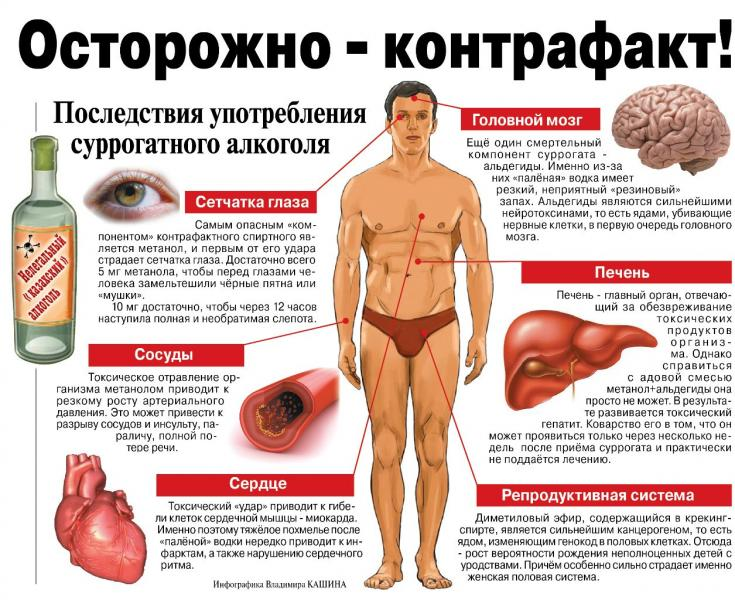 Осторожно - контрафакт!
Последствия употребления
суррогатного алкоголя
Нелегальный
(« казахский »)
алкоголь
Сетчатка глаза
Самым опасным «ком-
понентом» контрафактного спиртного яв-
ляется метанол, и первым от его удара
страдает сетчатка глаза. Достаточно всего
5 мг метанола, чтобы перед глазами че-
ловека замельтешили чёрные пятна или
«мушки».
10 мг достаточно, чтобы через 12 часов
наступила полная и необратимая слепота.
Сосуды
Токсическое отравление ор-
ганизма метанолом приводит к
резкому росту артериального
давления. Это может привести к
разрыву сосудов и инсульту, па-
раличу, полной по-
тере речи.
Сердце
Токсический «удар» приводит к гибе-
ли клеток сердечной мышцы - миокарда.
Именно поэтому тяжёлое похмелье после
«палёной» водки нередко приводит к ин-
фарктам, а также нарушению сердечного
ритма.
Инфографика Владимира КАШИНА
Головной мозг
Ещё один смертельный
компонент суррогата -
альдегиды. Именно из-за
них «палёная» водка имеет
резкий, неприятный «резиновый»
запах. Альдегиды являются сильнейшими
нейротоксинами, то есть ядами, убивающие
нервные клетки, в первую очередь головного
мозга.
Печень
Печень - главный орган, отвечаю-
щий за обезвреживание
токсических
продуктов
организ-
ма. Однако
справиться
с адовой смесью
метанол+альдегиды она
просто не может. В результа-
те развивается токсический
гепатит. Коварство его в том, что он
может проявиться только через несколько не-
дель после приёма суррогата и практически
не поддаётся лечению.
Репродуктивная система
Диметиловый эфир, содержащийся в крекинг-
спирте, является сильнейшим канцерогеном, то есть
ядом, изменяющим генокод в половых клетках. Отсюда
- рост вероятности рождения неполноценных детей с
уродствами. Причём особенно сильно страдает именно
женская половая система.